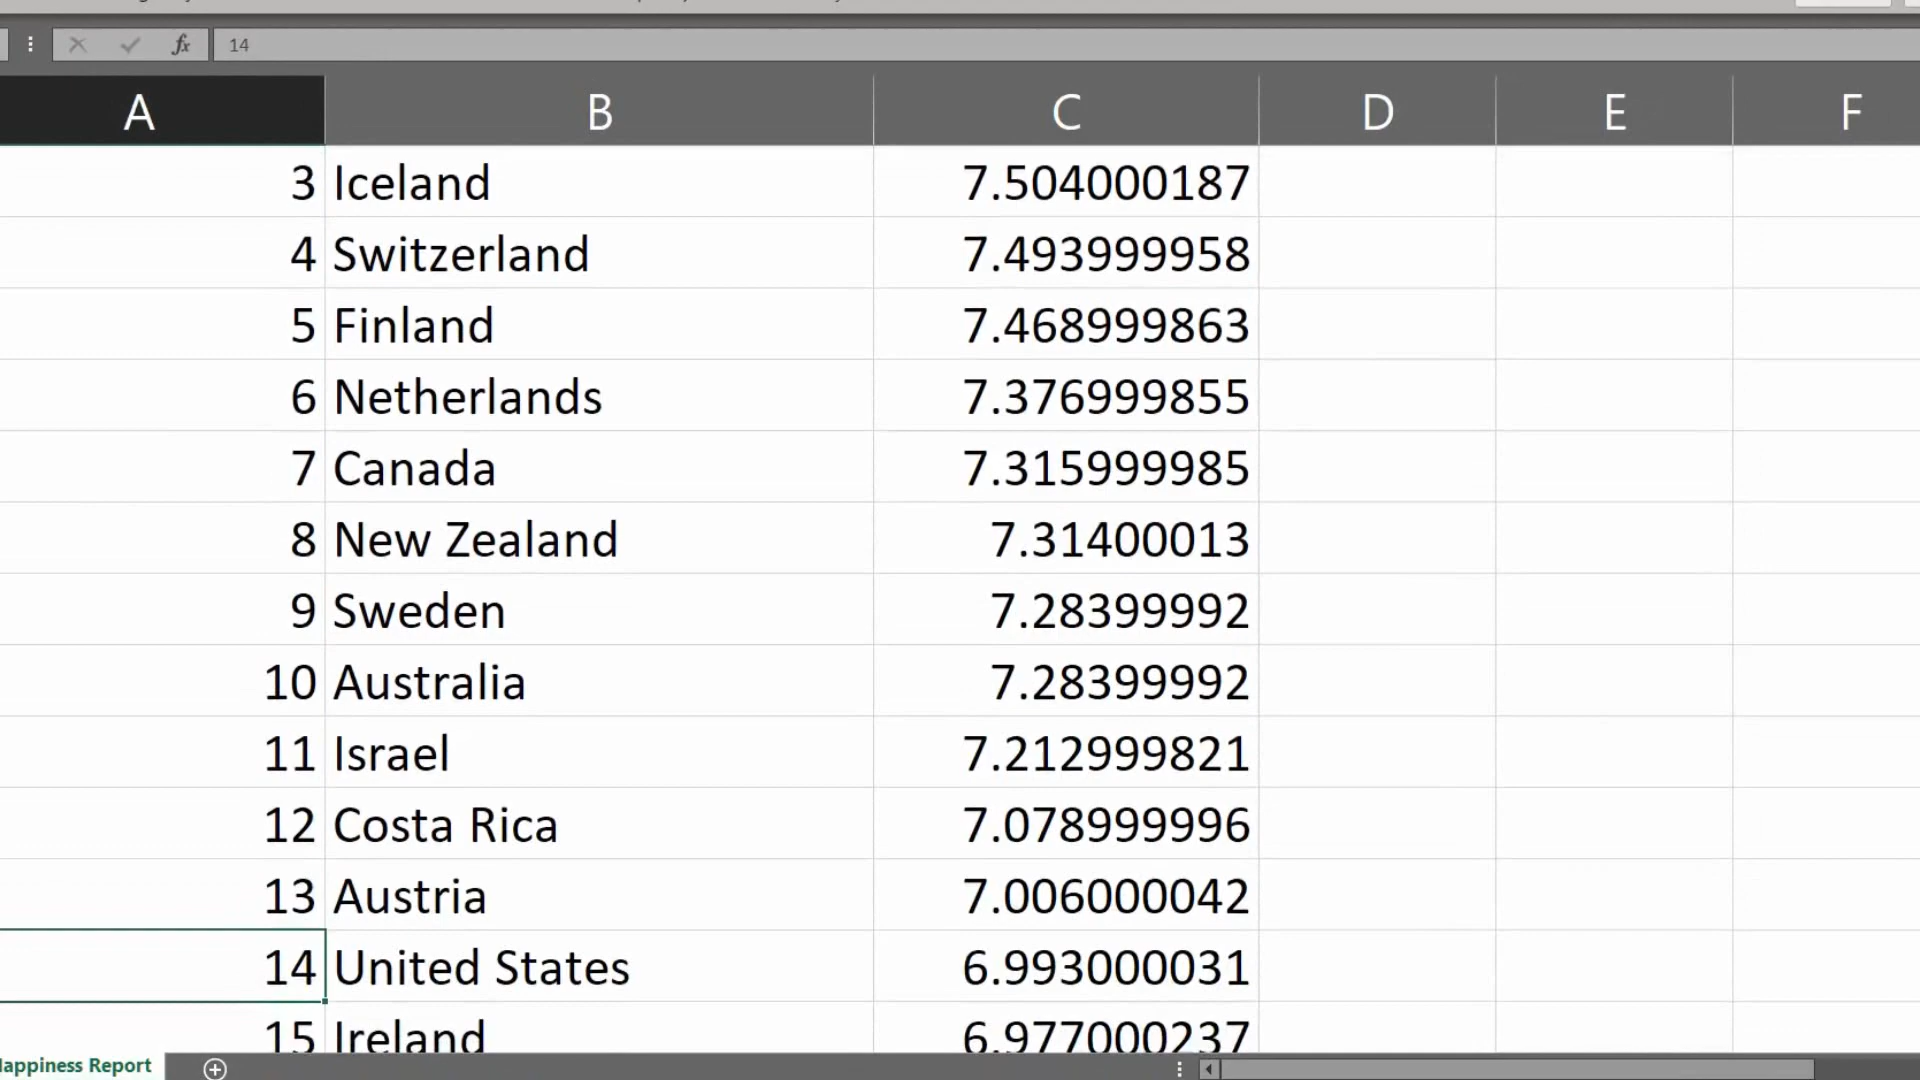 fx 14
A B C D E F
3 Iceland 7.504000187
4 Switzerland 7.493999958
5 Finland 7.468999863
6 Netherlands 7.376999855
7 Canada 7.315999985
8 New Zealand 7.31400013
9 Sweden 7.28399992
10 Australia 7.28399992
11 Israel 7.212999821
12 Costa Rica 7.078999996
13 Austria 7.006000042
14 United States 6.993000031
15 Ireland 6.977000237
appiness Report